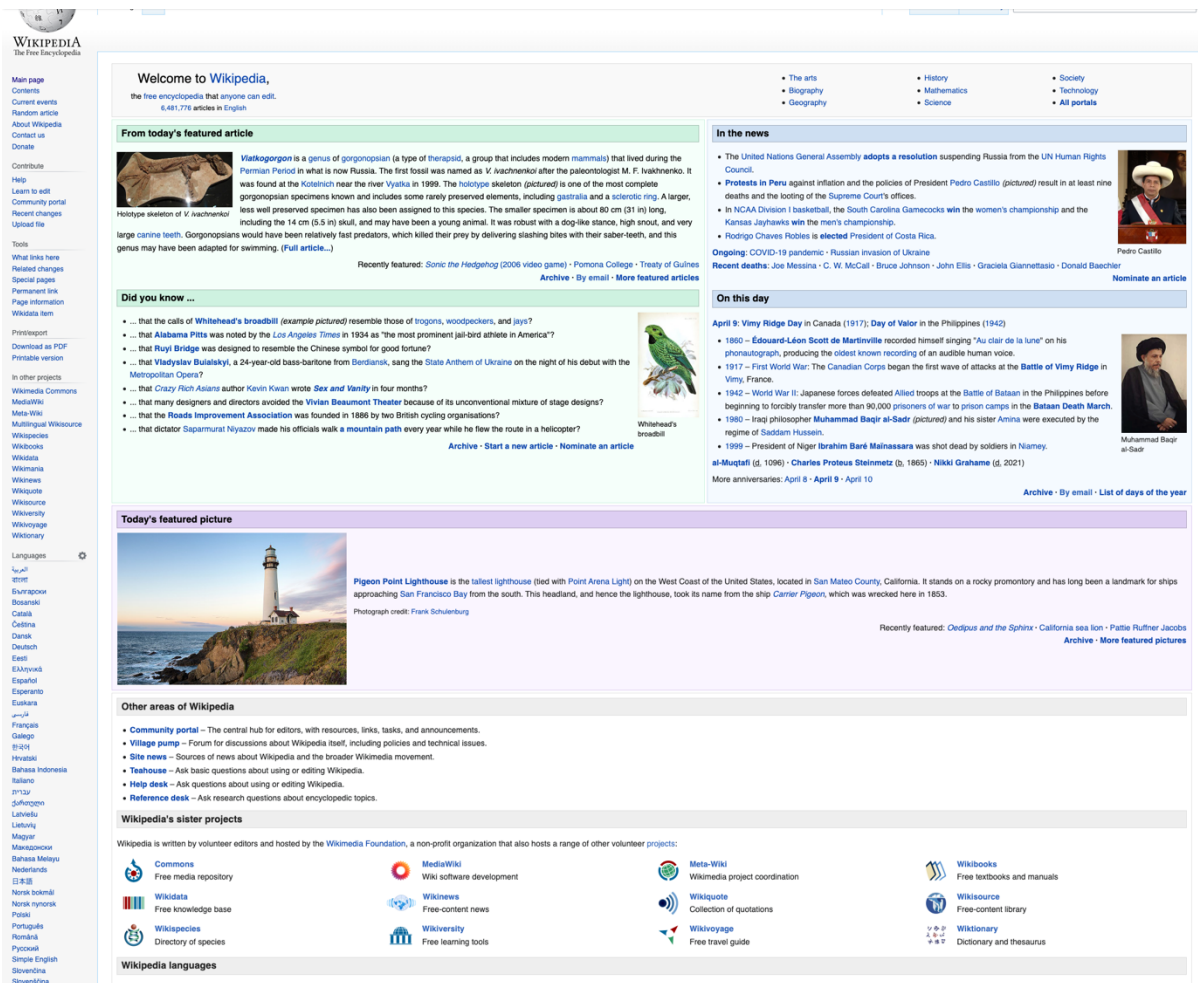 WIKIPEDIA
The Free Encyclopedia
Main page
Contents
Current events
Random article
About Wikipedia
Contact us
Donate
Contribute
Help
Learn to edit
Community portal
Recent changes
Upload file
Tools
What links here
Related changes
Special pages
Permanent link
Page information
Wikidata item
Print/export
Download as PDF
Printable version
In other projects
Wikimedia Commons
MediaWiki
Meta-Wiki
Multilingual Wikisource
Wikispecies
Wikibooks
Wikidata
Wikimania
Wikinews
Wikiquote
Wikisource
Wikiversity
Wikivoyage
Wiktionary
Languages
العربية
বাংলা
Български
Bosanski
Català
Čeština
Dansk
Deutsch
Eesti
Ελληνικά
Español
Esperanto
Euskara
فارسی
Français
Galego
한국어
Hrvatski
Bahasa Indonesia
Italiano
עברית
ქართული
Latviešu
Lietuvių
Magyar
Македонски
Bahasa Melayu
Nederlands
日本語
Norsk bokmål
Norsk nynorsk
Polski
Português
Română
Русский
Simple English
Slovenčina
Slovenščina
Welcome to Wikipedia,
the free encyclopedia that anyone can edit.
6,481,776 articles in English
• The arts
• Biography
• Geography
• History
• Mathematics
• Science
• Society
• Technology
• All portals
From today's featured article
Viatkogorgon is a genus of gorgonopsian (a type of therapsid, a group that includes modern mammals) that lived during the
Permian Period in what is now Russia. The first fossil was named as V. ivachnenkoi after the paleontologist M. F. Ivakhnenko. It
was found at the Kotelnich near the river Vyatka in 1999. The holotype skeleton (pictured) is one of the most complete
gorgonopsian specimens known and includes some rarely preserved elements, including gastralia and a sclerotic ring. A larger,
less well preserved specimen has also been assigned to this species. The smaller specimen is about 80 cm (31 in) long,
Holotype skeleton of V. ivachnenkoi
including the 14 cm (5.5 in) skull, and may have been a young animal. It was robust with a dog-like stance, high snout, and very
large canine teeth. Gorgonopsians would have been relatively fast predators, which killed their prey by delivering slashing bites with their saber-teeth, and this
genus may have been adapted for swimming. (Full article...)
Recently featured: Sonic the Hedgehog (2006 video game) · Pomona College · Treaty of Guînes
Archive · By email · More featured articles
Did you know ...
• ... that the calls of Whitehead's broadbill (example pictured) resemble those of trogons, woodpeckers, and jays?
• ... that Alabama Pitts was noted by the Los Angeles Times in 1934 as "the most prominent jail-bird athlete in America"?
• ... that Ruyi Bridge was designed to resemble the Chinese symbol for good fortune?
• ... that Vladyslav Buialskyi, a 24-year-old bass-baritone from Berdiansk, sang the State Anthem of Ukraine on the night of his debut with the
Metropolitan Opera?
• ... that Crazy Rich Asians author Kevin Kwan wrote Sex and Vanity in four months?
• ... that many designers and directors avoided the Vivian Beaumont Theater because of its unconventional mixture of stage designs?
• ... that the Roads Improvement Association was founded in 1886 by two British cycling organisations?
• ... that dictator Saparmurat Niyazov made his officials walk a mountain path every year while he flew the route in a helicopter?
Whitehead's
broadbill
Archive · Start a new article · Nominate an article
In the news
• The United Nations General Assembly adopts a resolution suspending Russia from the UN Human Rights
Council.
• Protests in Peru against inflation and the policies of President Pedro Castillo (pictured) result in at least nine
deaths and the looting of the Supreme Court's offices.
• In NCAA Division I basketball, the South Carolina Gamecocks win the women's championship and the
Kansas Jayhawks win the men's championship.
• Rodrigo Chaves Robles is elected President of Costa Rica.
Pedro Castillo
Ongoing: COVID-19 pandemic · Russian invasion of Ukraine
Recent deaths: Joe Messina · C. W. McCall · Bruce Johnson · John Ellis · Graciela Giannettasio · Donald Baechler
Nominate an article
On this day
April 9: Vimy Ridge Day in Canada (1917); Day of Valor in the Philippines (1942)
• 1860 – Édouard-Léon Scott de Martinville recorded himself singing "Au clair de la lune" on his
phonautograph, producing the oldest known recording of an audible human voice.
• 1917 – First World War: The Canadian Corps began the first wave of attacks at the Battle of Vimy Ridge in
Vimy, France.
• 1942 – World War II: Japanese forces defeated Allied troops at the Battle of Bataan in the Philippines before
beginning to forcibly transfer more than 90,000 prisoners of war to prison camps in the Bataan Death March.
• 1980 – Iraqi philosopher Muhammad Baqir al-Sadr (pictured) and his sister Amina were executed by the
regime of Saddam Hussein.
• 1999 – President of Niger Ibrahim Baré Maïnassara was shot dead by soldiers in Niamey.
Muhammad Baqir
al-Sadr
al-Muqtafi (d. 1096) · Charles Proteus Steinmetz (b. 1865) · Nikki Grahame (d. 2021)
More anniversaries: April 8 · April 9 · April 10
Archive · By email · List of days of the year
Today's featured picture
Pigeon Point Lighthouse is the tallest lighthouse (tied with Point Arena Light) on the West Coast of the United States, located in San Mateo County, California. It stands on a rocky promontory and has long been a landmark for ships
approaching San Francisco Bay from the south. This headland, and hence the lighthouse, took its name from the ship Carrier Pigeon, which was wrecked here in 1853.
Photograph credit: Frank Schulenburg
Recently featured: Oedipus and the Sphinx · California sea lion · Pattie Ruffner Jacobs
Archive · More featured pictures
Other areas of Wikipedia
• Community portal – The central hub for editors, with resources, links, tasks, and announcements.
• Village pump – Forum for discussions about Wikipedia itself, including policies and technical issues.
• Site news – Sources of news about Wikipedia and the broader Wikimedia movement.
• Teahouse – Ask basic questions about using or editing Wikipedia.
• Help desk – Ask questions about using or editing Wikipedia.
• Reference desk – Ask research questions about encyclopedic topics.
Wikipedia's sister projects
Wikipedia is written by volunteer editors and hosted by the Wikimedia Foundation, a non-profit organization that also hosts a range of other volunteer projects:
Commons
Free media repository
MediaWiki
Wiki software development
Meta-Wiki
Wikimedia project coordination
Wikibooks
Free textbooks and manuals
Wikidata
Free knowledge base
Wikinews
Free-content news
Wikiquote
Collection of quotations
Wikisource
Free-content library
Wikispecies
Directory of species
Wikiversity
Free learning tools
Wikivoyage
Free travel guide
Wiktionary
Dictionary and thesaurus
Wikipedia languages